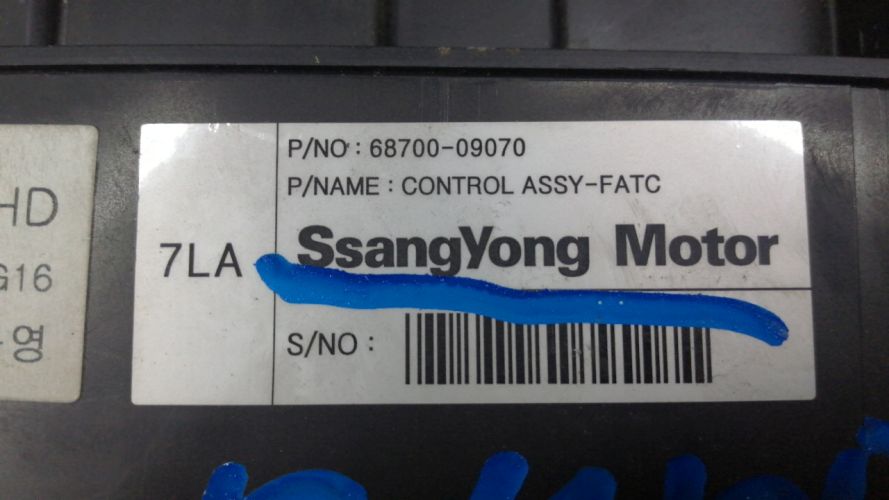 HD
G16
영
7LA
P/NO : 68700-09070
P/NAME : CONTROL ASSY-FATC
SsangYong Motor
S/NO :